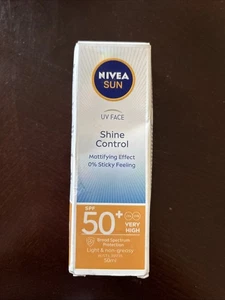 NIVEA
SUN
UV FACE
Shine
Control
Mattifying Effect
0% Sticky Feeling
SPF
50+
VERY
HIGH
Broad Spectrum
Protection
Light & Non-greasy
50ml